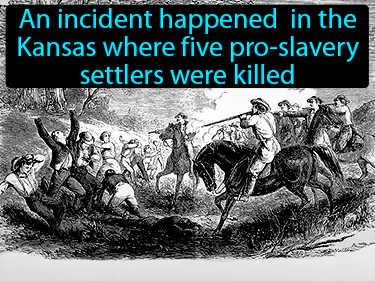 An incident happened in the
Kansas where five pro-slavery
settlers were killed